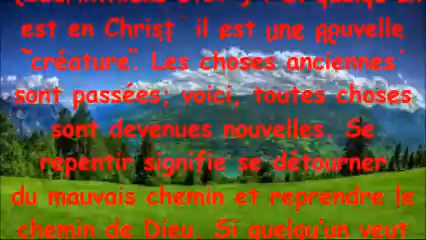 est en Christ il est une nouvelle
créature. Les choses anciennes
sont passées; voici, toutes choses
sont devenues nouvelles. Se
repentir signifie se détourner
du mauvais chemin et reprendre le
chemin de Dieu. Si quelqu'un veut